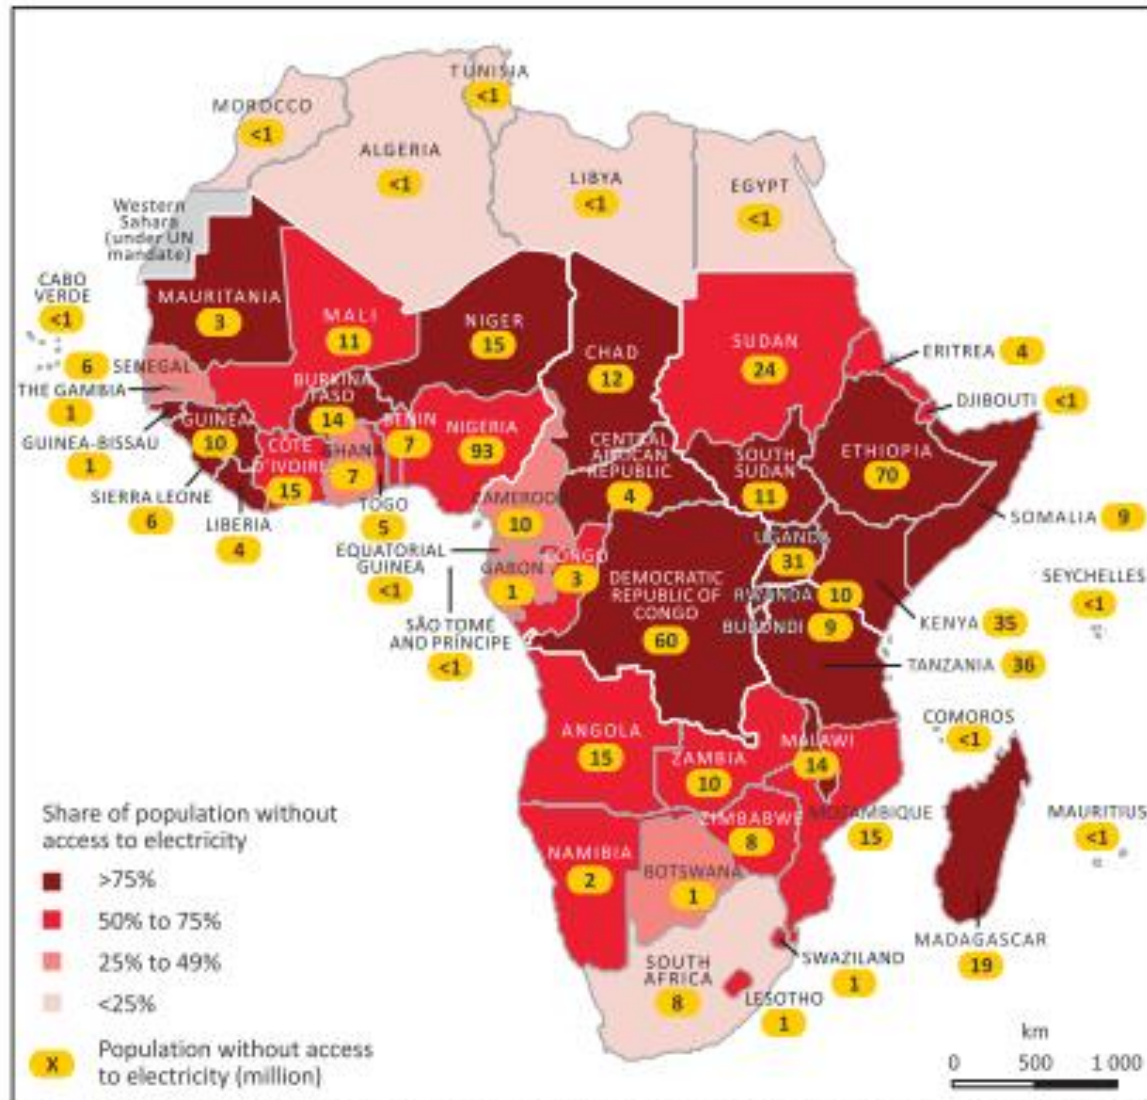 TUNISIA
<1
MOROCCO
<1
ALGERIA
<1
LIBYA
<1
EGYPT
<1
Western
Sahara
(under UN
mandate)
CABO
VERDE
<1
MAURITANIA
3
MALI
11
NIGER
15
CHAD
12
SUDAN
24
ERITREA 4
6 SENEGAL
THE GAMBIA
1
DJIBOUTI <1
BURKINA
FASO
14
BENIN
7
NIGERIA
93
GUINEA
10
GUINEA-BISSAU
1
CÔTE
D'IVOIRE
15
GHANA
7
CENTRAL
AFRICAN
REPUBLIC
4
SOUTH
SUDAN
11
ETHIOPIA
70
SIERRA LEONE
6
LIBERIA
4
TOGO
5
CAMEROON
10
SOMALIA 9
EQUATORIAL
GUINEA
<1
GABON
1
CONGO
3
DEMOCRATIC
REPUBLIC OF
CONGO
60
UGANDA
31
RWANDA 10
BURUNDI 9
SEYCHELLES
<1
KENYA 35
SÃO TOMÉ
AND PRÍNCIPE
<1
TANZANIA 36
COMOROS
<1
ANGOLA
15
ZAMBIA
10
MALAWI
14
MOZAMBIQUE
15
MAURITIUS
<1
ZIMBABWE
8
NAMIBIA
2
BOTSWANA
1
MADAGASCAR
19
SWAZILAND
1
SOUTH
AFRICA
8
LESOTHO
1
Share of population without
access to electricity
>75%
50% to 75%
25% to 49%
<25%
X Population without access
to electricity (million)
km
0 500 1 000